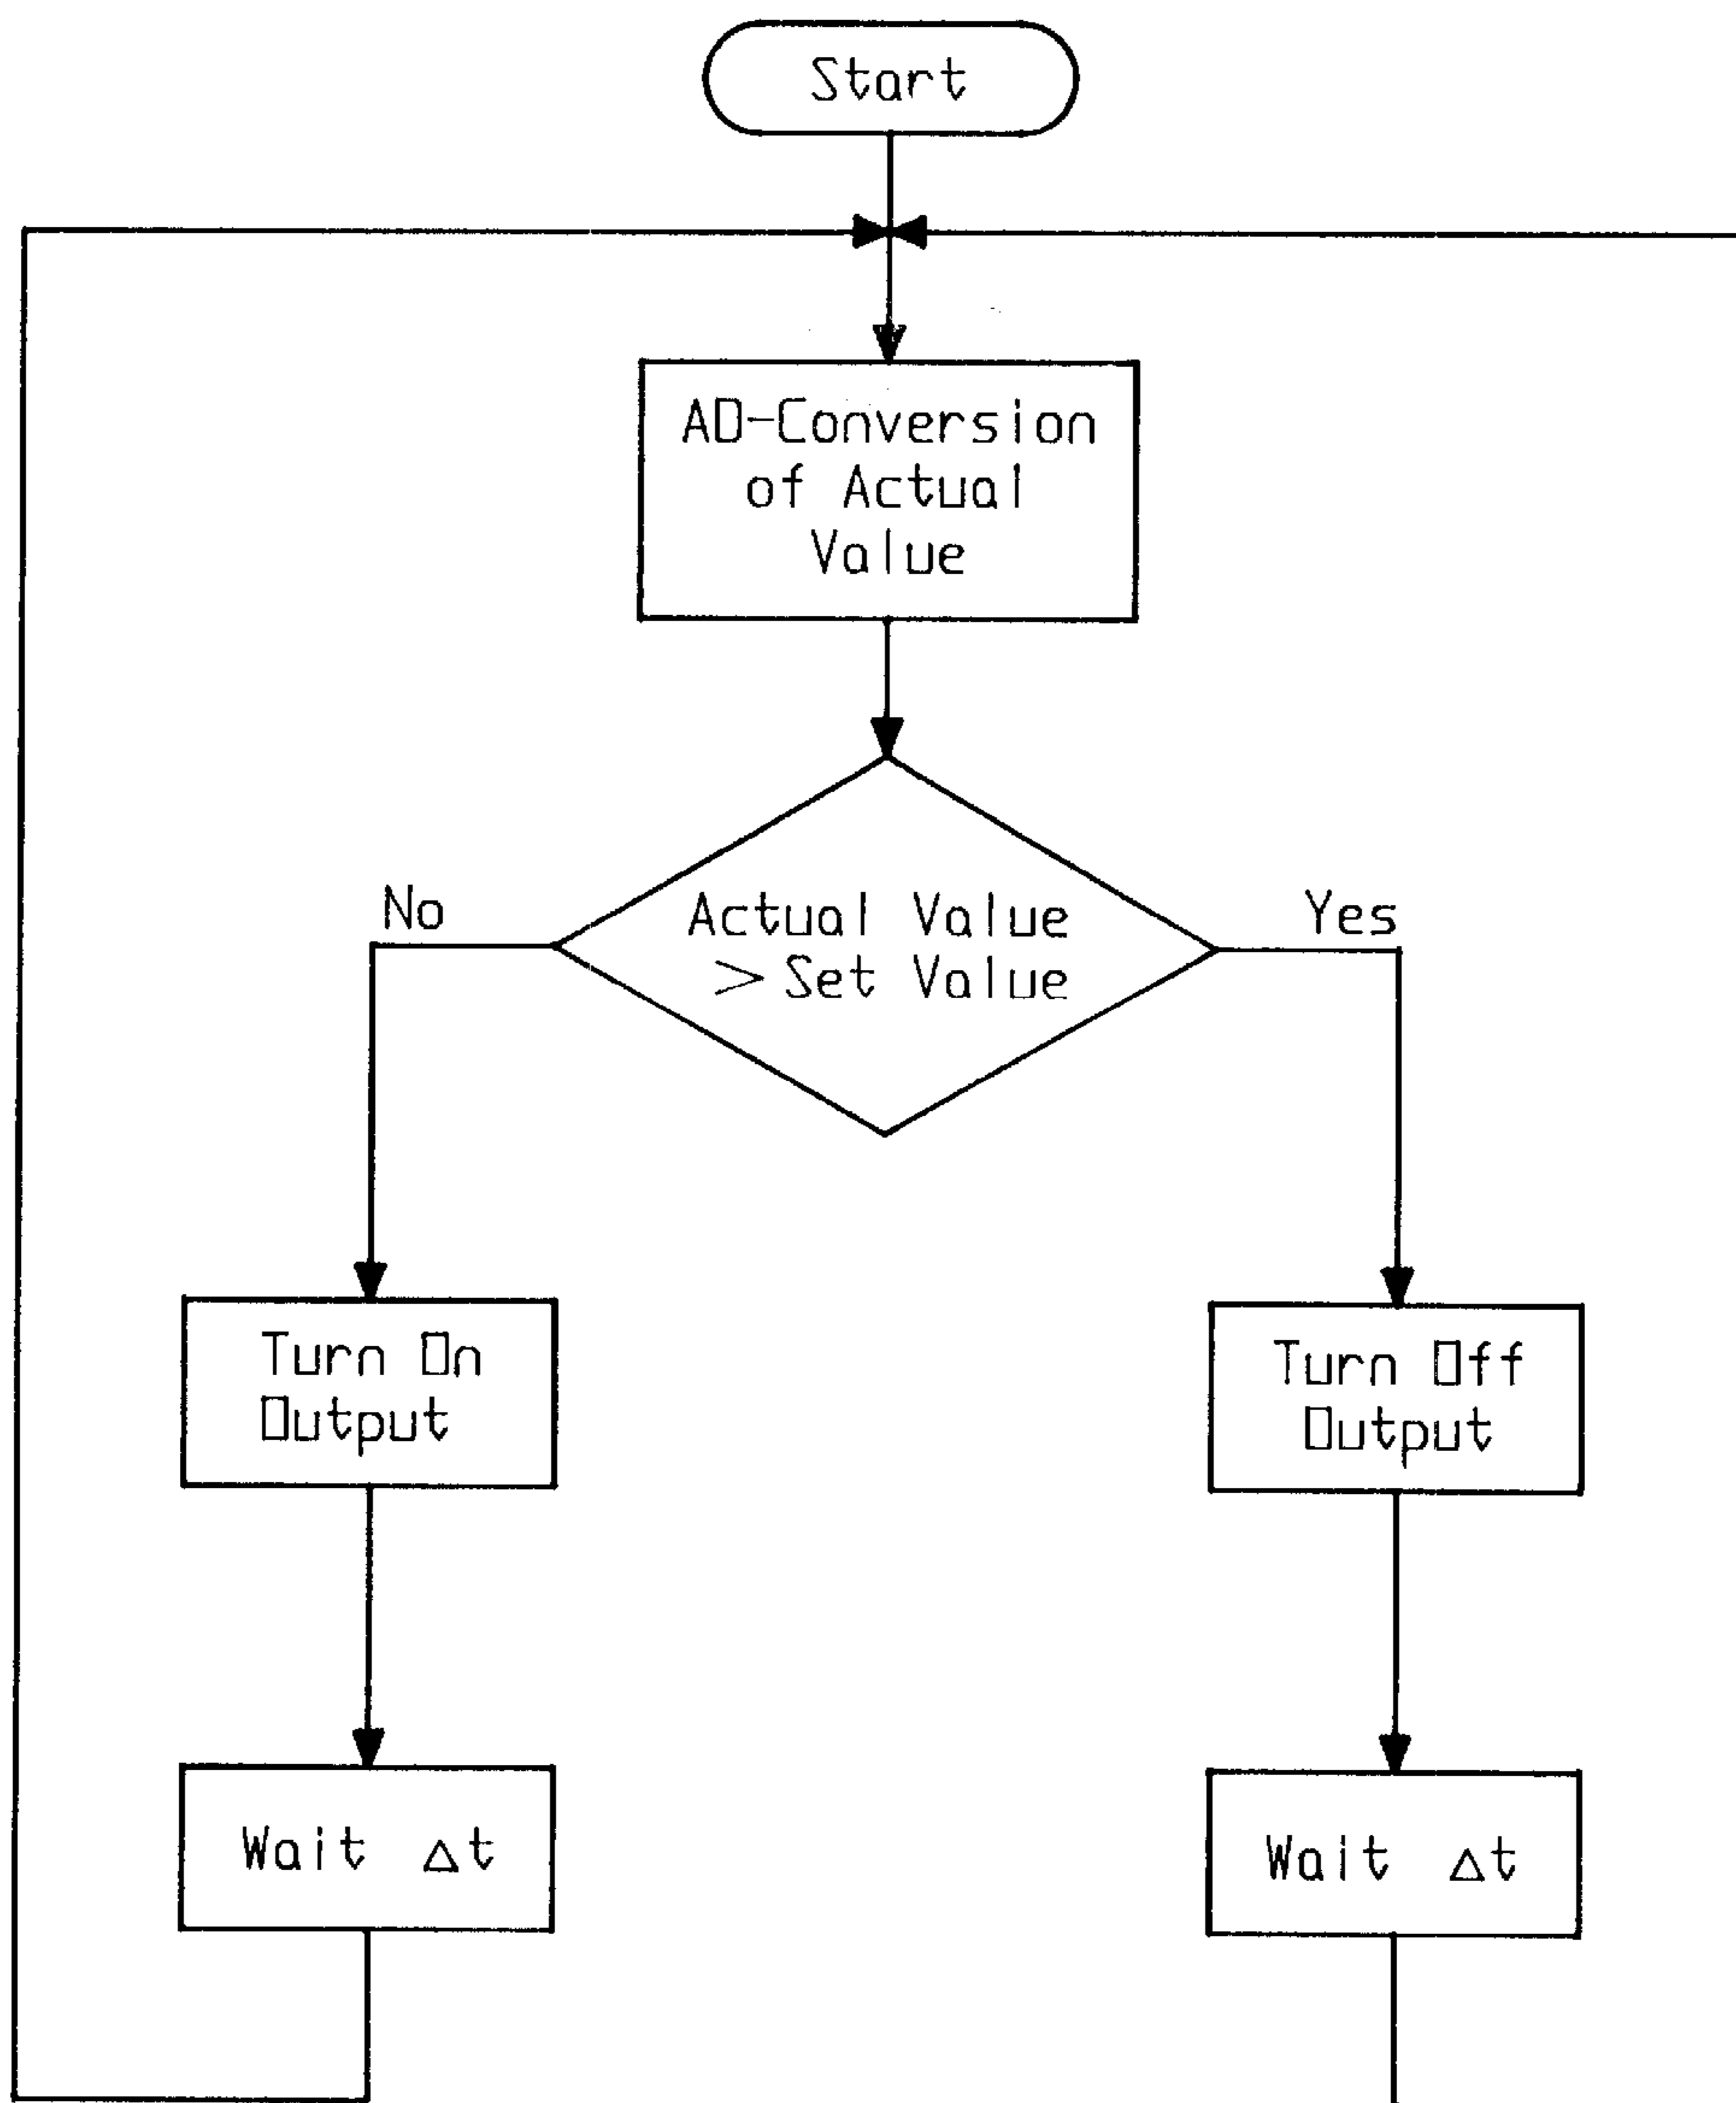 Start
AD-Conversion
of Actual
Value
No
Actual Value
> Set Value
Yes
Turn On
Output
Turn Off
Output
Wait Δt
Wait Δt